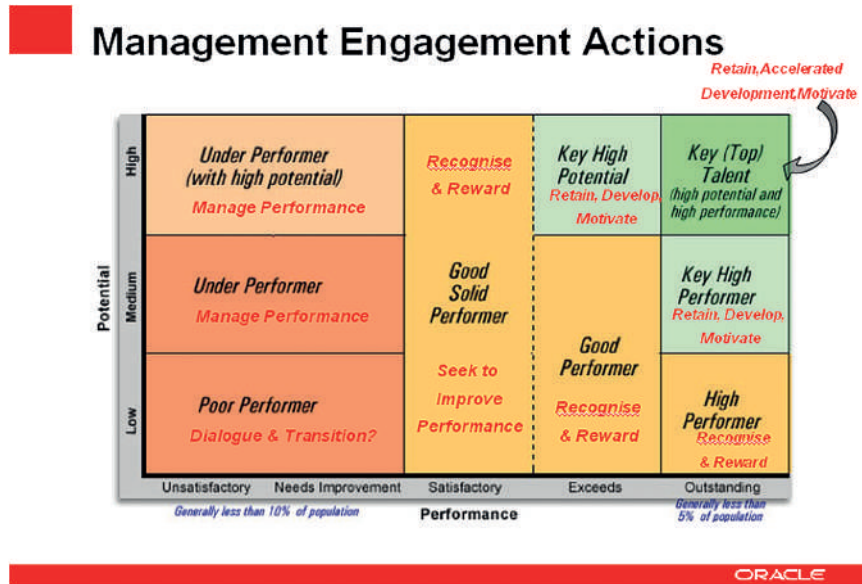 Management Engagement Actions
Retain,Accelerated
Development,Motivate
High
Under Performer
(with high potential)
Manage Performance
Recognise
& Reward
Key High
Potential
Retain, Develop,
Motivate
Key (Top)
Talent
(high potential and
high performance)
Potential
Medium
Under Performer
Manage Performance
Good
Solid
Performer
Key High
Performer
Retain, Develop,
Motivate
Low
Poor Performer
Dialogue & Transition?
Seek to
Improve
Performance
Good
Performer
Recognise
& Reward
High
Performer
Recognise
& Reward
Unsatisfactory
Needs Improvement
Satisfactory
Exceeds
Outstanding
Generally less than 10% of population
Performance
Generally less than
5% of population
ORACLE